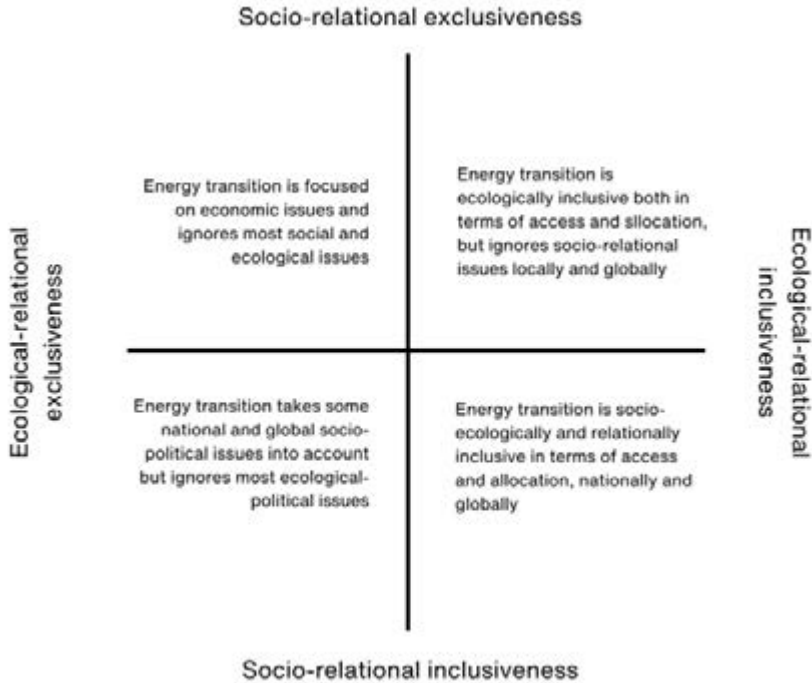 Socio-relational exclusiveness
Energy transition is focused
on economic issues and
ignores most social and
ecological issues
Energy transition is
ecologically inclusive both in
terms of access and sllocation,
but ignores socio-relational
issues locally and globally
Ecological-relational
exclusiveness
Ecological-relational
inclusiveness
Energy transition takes some
national and global socio-
political issues into account
but ignores most ecological-
political issues
Energy transition is socio-
ecologically and relationally
inclusive in terms of access
and allocation, nationally and
globally
Socio-relational inclusiveness